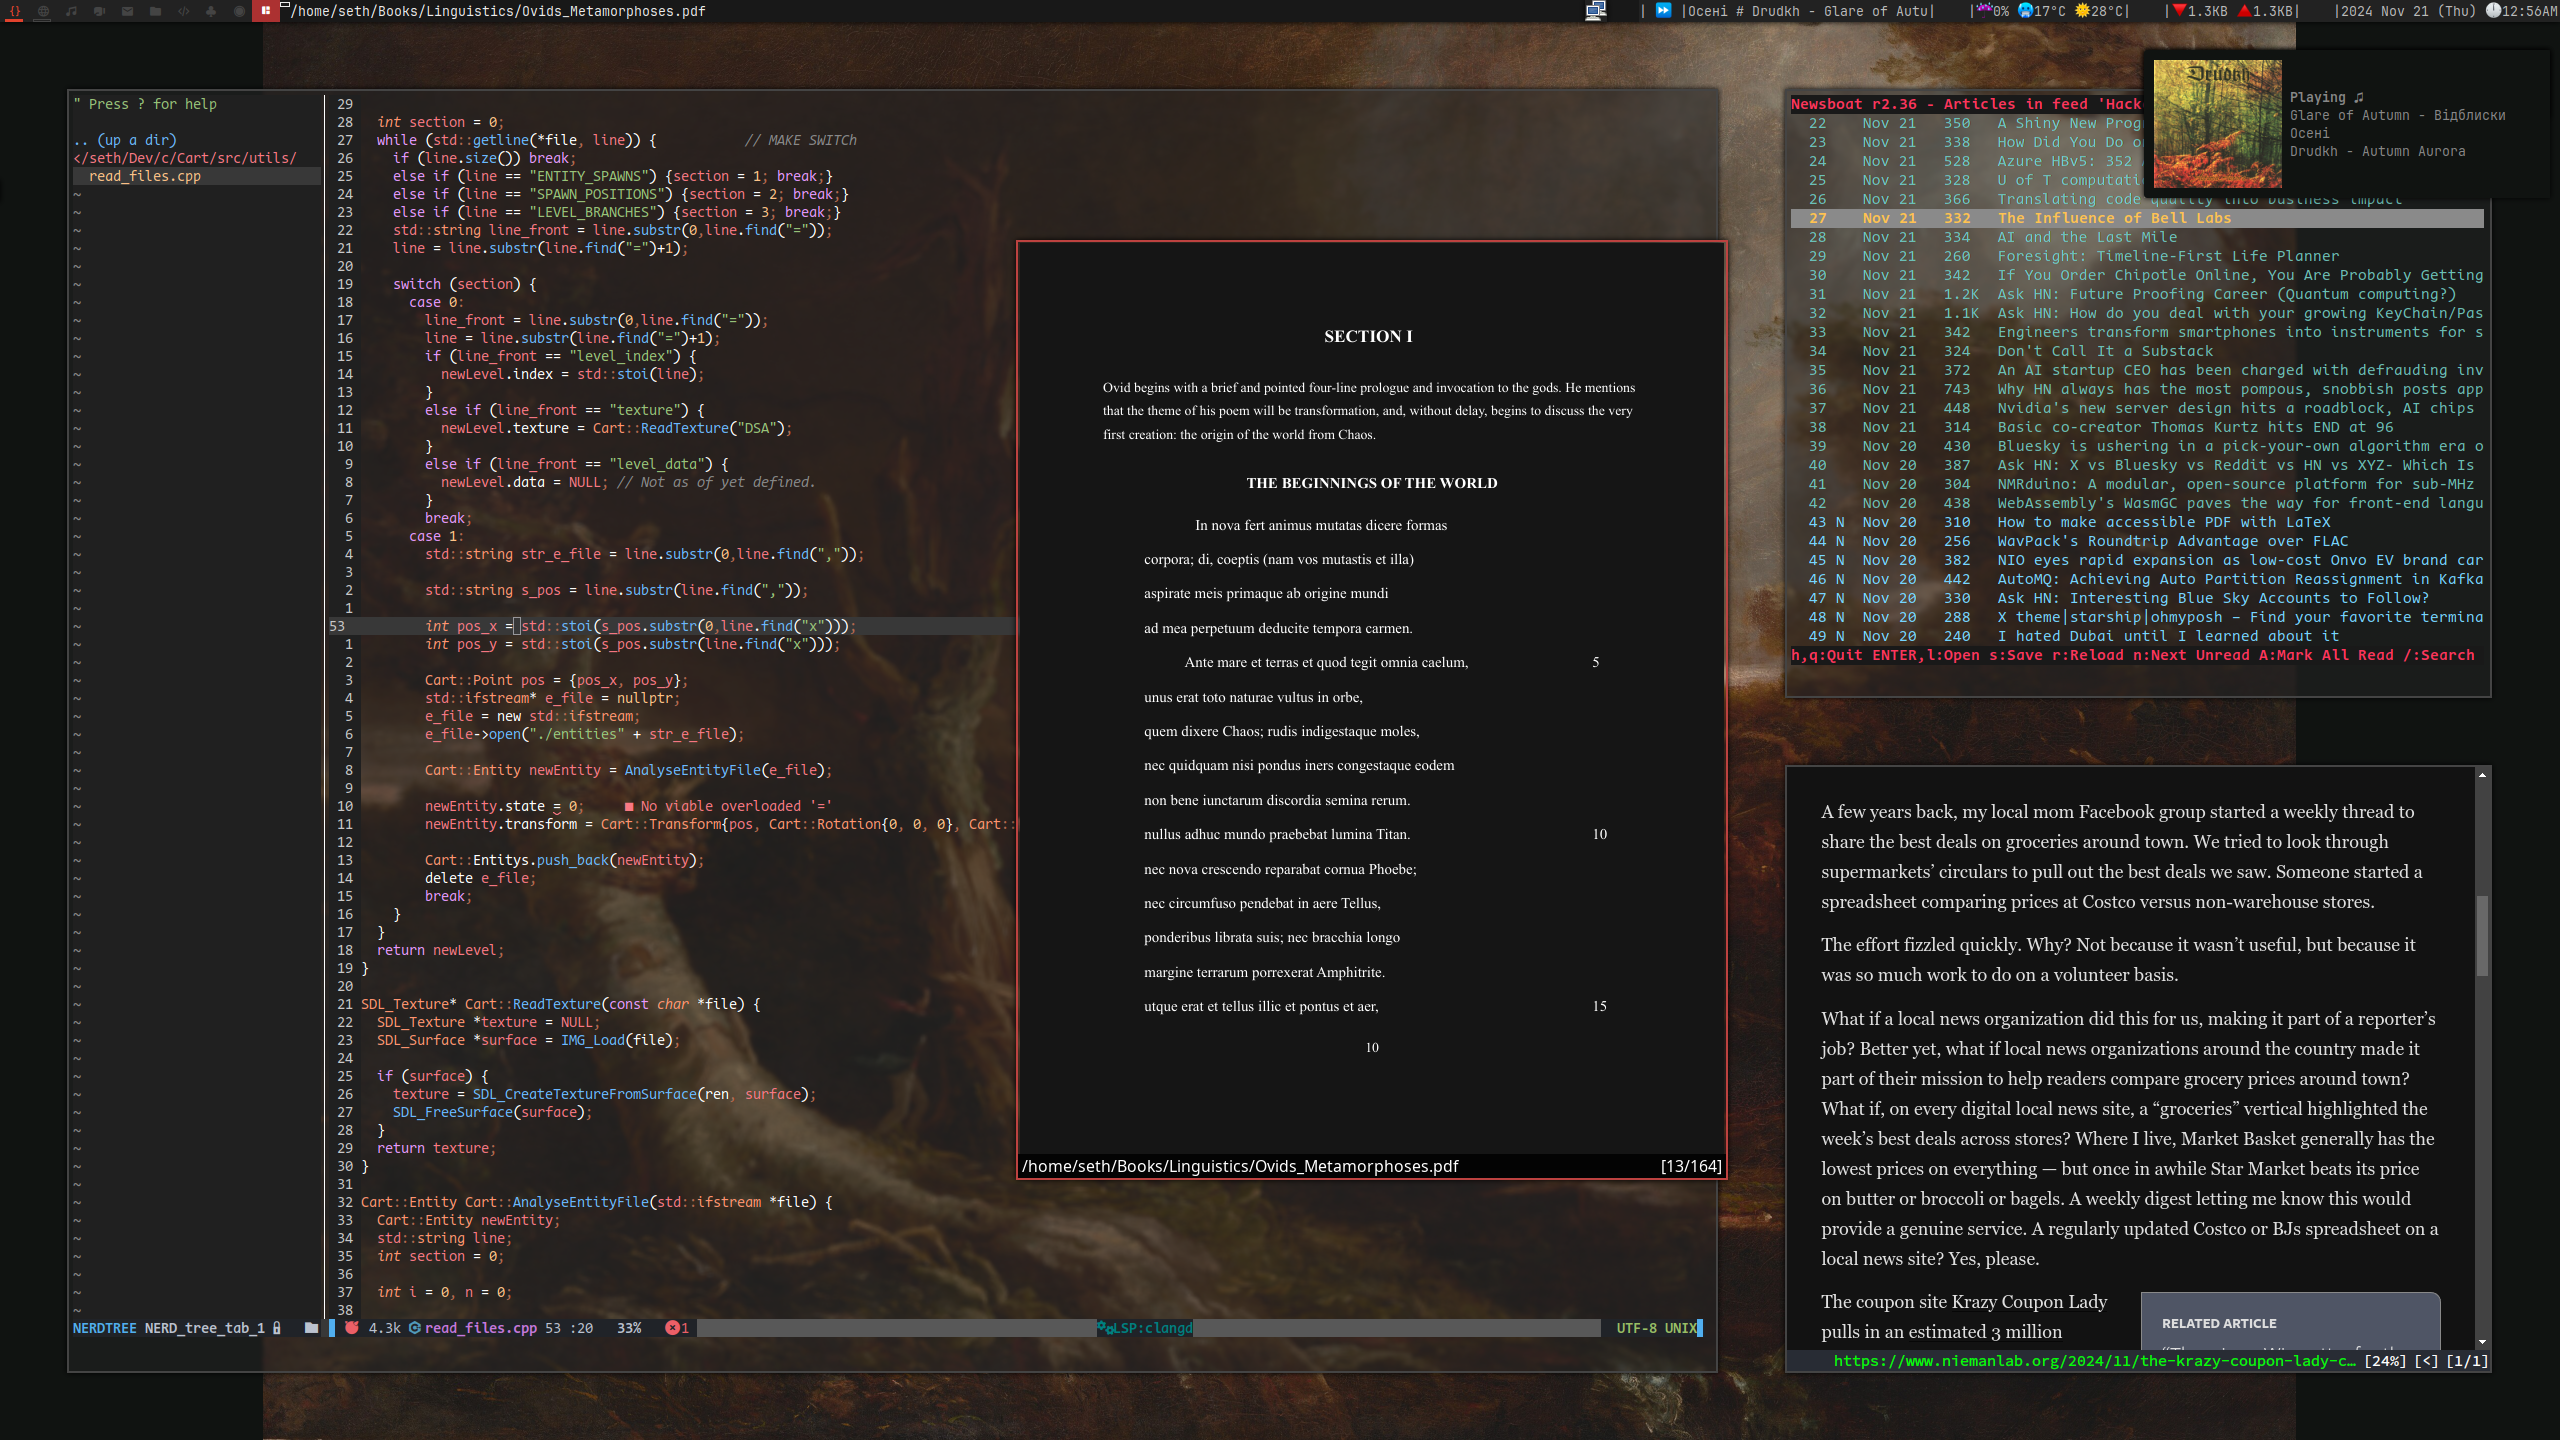 {}
/home/seth/Books/Linguistics/Ovids_Metamorphoses.pdf
| ⏩ |Осені # Drudkh - Glare of Autu|
|☔0% 🥶17°C 🌞28°C|
|🔻1.3KB 🔺1.3KB|
|2024 Nov 21 (Thu) 🕛12:56AM
" Press ? for help
.. (up a dir)
</seth/Dev/c/Cart/src/utils/
read_files.cpp
NERDTREE NERD_tree_tab_1
29
28 int section = 0;
27 while (std::getline(*file, line)) { // MAKE SWITCh
26 if (line.size()) break;
25 else if (line == "ENTITY_SPAWNS") {section = 1; break;}
24 else if (line == "SPAWN_POSITIONS") {section = 2; break;}
23 else if (line == "LEVEL_BRANCHES") {section = 3; break;}
22 std::string line_front = line.substr(0,line.find("="));
21 line = line.substr(line.find("=")+1);
20
19 switch (section) {
18 case 0:
17 line_front = line.substr(0,line.find("="));
16 line = line.substr(line.find("=")+1);
15 if (line_front == "level_index") {
14 newLevel.index = std::stoi(line);
13 }
12 else if (line_front == "texture") {
11 newLevel.texture = Cart::ReadTexture("DSA");
10 }
9 else if (line_front == "level_data") {
8 newLevel.data = NULL; // Not as of yet defined.
7 }
6 break;
5 case 1:
4 std::string str_e_file = line.substr(0,line.find(","));
3
2 std::string s_pos = line.substr(line.find(","));
1
53 int pos_x = std::stoi(s_pos.substr(0,line.find("x")));
1 int pos_y = std::stoi(s_pos.substr(line.find("x")));
2
3 Cart::Point pos = {pos_x, pos_y};
4 std::ifstream* e_file = nullptr;
5 e_file = new std::ifstream;
6 e_file->open("./entities" + str_e_file);
7
8 Cart::Entity newEntity = AnalyseEntityFile(e_file);
9
10 newEntity.state = 0; ■ No viable overloaded '='
11 newEntity.transform = Cart::Transform{pos, Cart::Rotation{0, 0, 0}, Cart::
12
13 Cart::Entitys.push_back(newEntity);
14 delete e_file;
15 break;
16 }
17 }
18 return newLevel;
19 }
20
21 SDL_Texture* Cart::ReadTexture(const char *file) {
22 SDL_Texture *texture = NULL;
23 SDL_Surface *surface = IMG_Load(file);
24
25 if (surface) {
26 texture = SDL_CreateTextureFromSurface(ren, surface);
27 SDL_FreeSurface(surface);
28 }
29 return texture;
30 }
31
32 Cart::Entity Cart::AnalyseEntityFile(std::ifstream *file) {
33 Cart::Entity newEntity;
34 std::string line;
35 int section = 0;
36
37 int i = 0, n = 0;
38
4.3k read_files.cpp 53 :20 33% 1 LSP:clangd UTF-8 UNIX
SECTION I
Ovid begins with a brief and pointed four-line prologue and invocation to the gods. He mentions
that the theme of his poem will be transformation, and, without delay, begins to discuss the very
first creation: the origin of the world from Chaos.
THE BEGINNINGS OF THE WORLD
In nova fert animus mutatas dicere formas
corpora; di, coeptis (nam vos mutastis et illa)
aspirate meis primaque ab origine mundi
ad mea perpetuum deducite tempora carmen.
Ante mare et terras et quod tegit omnia caelum, 5
unus erat toto naturae vultus in orbe,
quem dixere Chaos; rudis indigestaque moles,
nec quidquam nisi pondus iners congestaque eodem
non bene iunctarum discordia semina rerum.
nullus adhuc mundo praebebat lumina Titan. 10
nec nova crescendo reparabat cornua Phoebe;
nec circumfuso pendebat in aere Tellus,
ponderibus librata suis; nec bracchia longo
margine terrarum porrexerat Amphitrite.
utque erat et tellus illic et pontus et aer, 15
10
/home/seth/Books/Linguistics/Ovids_Metamorphoses.pdf [13/164]
Drudkh
Playing ♫
Glare of Autumn - Відблиски
Осені
Drudkh - Autumn Aurora
Newsboat r2.36 - Articles in feed 'Hack
22 Nov 21 350 A Shiny New Prog
23 Nov 21 338 How Did You Do o
24 Nov 21 528 Azure HBv5: 352
25 Nov 21 328 U of T computati
26 Nov 21 366 Translating code quality into business impact
27 Nov 21 332 The Influence of Bell Labs
28 Nov 21 334 AI and the Last Mile
29 Nov 21 260 Foresight: Timeline-First Life Planner
30 Nov 21 342 If You Order Chipotle Online, You Are Probably Getting
31 Nov 21 1.2K Ask HN: Future Proofing Career (Quantum computing?)
32 Nov 21 1.1K Ask HN: How do you deal with your growing KeyChain/Pas
33 Nov 21 342 Engineers transform smartphones into instruments for s
34 Nov 21 324 Don't Call It a Substack
35 Nov 21 372 An AI startup CEO has been charged with defrauding inv
36 Nov 21 743 Why HN always has the most pompous, snobbish posts app
37 Nov 21 448 Nvidia's new server design hits a roadblock, AI chips
38 Nov 21 314 Basic co-creator Thomas Kurtz hits END at 96
39 Nov 20 430 Bluesky is ushering in a pick-your-own algorithm era o
40 Nov 20 387 Ask HN: X vs Bluesky vs Reddit vs HN vs XYZ- Which Is
41 Nov 20 304 NMRduino: A modular, open-source platform for sub-MHz
42 Nov 20 438 WebAssembly's WasmGC paves the way for front-end langu
43 N Nov 20 310 How to make accessible PDF with LaTeX
44 N Nov 20 256 WavPack's Roundtrip Advantage over FLAC
45 N Nov 20 382 NIO eyes rapid expansion as low-cost Onvo EV brand car
46 N Nov 20 442 AutoMQ: Achieving Auto Partition Reassignment in Kafka
47 N Nov 20 330 Ask HN: Interesting Blue Sky Accounts to Follow?
48 N Nov 20 288 X theme|starship|ohmyposh – Find your favorite termina
49 N Nov 20 240 I hated Dubai until I learned about it
h,q:Quit ENTER,l:Open s:Save r:Reload n:Next Unread A:Mark All Read /:Search
A few years back, my local mom Facebook group started a weekly thread to
share the best deals on groceries around town. We tried to look through
supermarkets’ circulars to pull out the best deals we saw. Someone started a
spreadsheet comparing prices at Costco versus non-warehouse stores.
The effort fizzled quickly. Why? Not because it wasn’t useful, but because it
was so much work to do on a volunteer basis.
What if a local news organization did this for us, making it part of a reporter’s
job? Better yet, what if local news organizations around the country made it
part of their mission to help readers compare grocery prices around town?
What if, on every digital local news site, a “groceries” vertical highlighted the
week’s best deals across stores? Where I live, Market Basket generally has the
lowest prices on everything — but once in awhile Star Market beats its price
on butter or broccoli or bagels. A weekly digest letting me know this would
provide a genuine service. A regularly updated Costco or BJs spreadsheet on a
local news site? Yes, please.
The coupon site Krazy Coupon Lady
pulls in an estimated 3 million
RELATED ARTICLE
https://www.niemanlab.org/2024/11/the-krazy-coupon-lady-c… [24%] [<] [1/1]